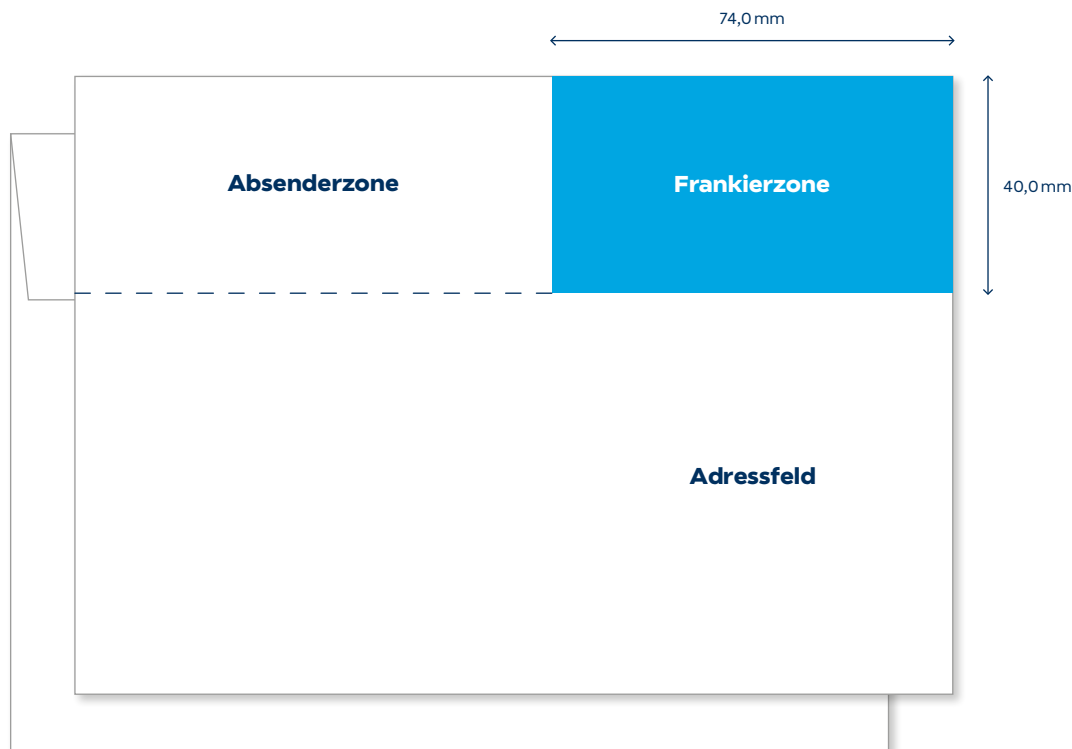 74,0 mm
Absenderzone
Frankierzone
40,0 mm
Adressfeld